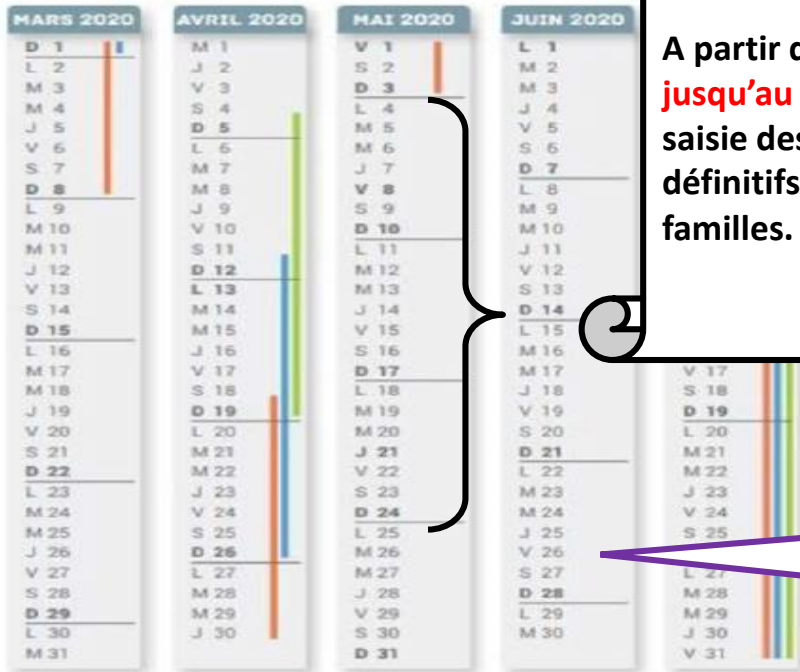 MARS 2020
D 1
L 2
M 3
M 4
J 5
V 6
S 7
D 8
L 9
M 10
M 11
J 12
V 13
S 14
D 15
L 16
M 17
M 18
J 19
V 20
S 21
D 22
L 23
M 24
M 25
J 26
V 27
S 28
D 29
L 30
M 31
AVRIL 2020
M 1
J 2
V 3
S 4
D 5
L 6
M 7
M 8
J 9
V 10
S 11
D 12
L 13
M 14
M 15
J 16
V 17
S 18
D 19
L 20
M 21
M 22
J 23
V 24
S 25
D 26
L 27
M 28
M 29
J 30
MAI 2020
V 1
S 2
D 3
L 4
M 5
M 6
J 7
V 8
S 9
D 10
L 11
M 12
M 13
J 14
V 15
S 16
D 17
L 18
M 19
M 20
J 21
V 22
S 23
D 24
L 25
M 26
M 27
J 28
V 29
S 30
D 31
JUIN 2020
L 1
M 2
M 3
J 4
V 5
S 6
D 7
L 8
M 9
M 10
J 11
V 12
S 13
D 14
L 15
M 16
M 17
J 18
V 19
S 20
D 21
L 22
M 23
M 24
J 25
V 26
S 27
D 28
L 29
M 30
A partir d
jusqu'au
saisie des
définitifs
familles.
V 17
S 18
D 19
L 20
M 21
M 22
J 23
V 24
S 25
L 27
M 28
M 29
J 30
V 31